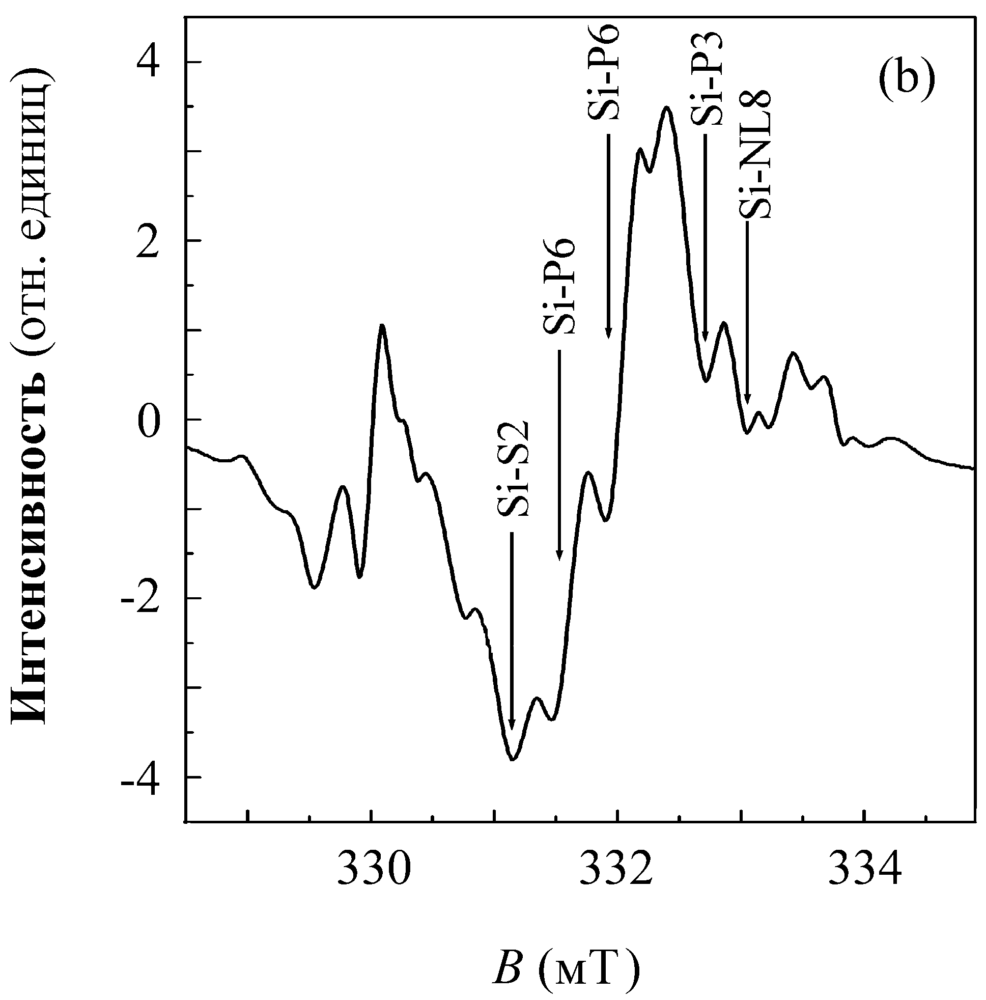 (b)
Интенсивность (отн. единиц)
4
2
0
-2
-4
Si-S2
Si-P6
Si-P6
Si-P3
Si-NL8
330
332
334
B (мТ)